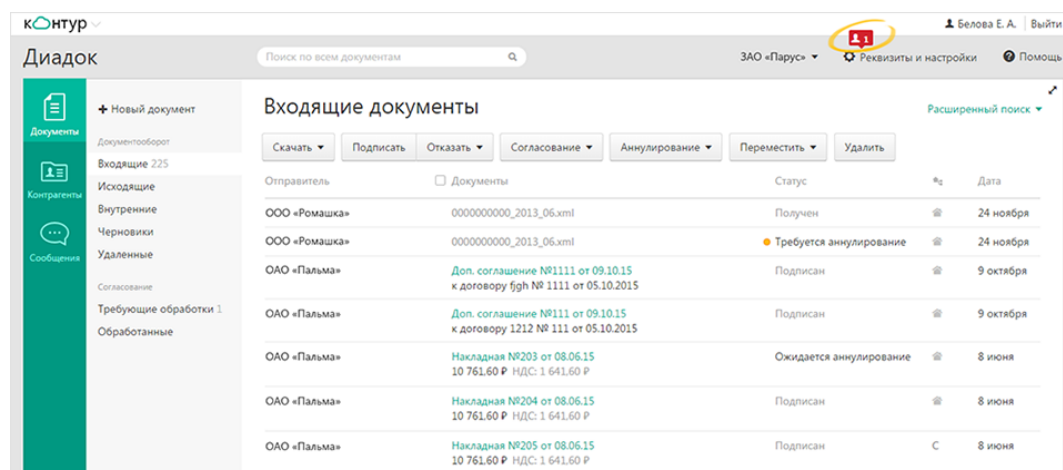 контур
Белова Е. А. Выйти
Диадок
Поиск по всем документам
ЗАО «Парус»
1
Реквизиты и настройки
Помощь
Документы
Контрагенты
Сообщения
+ Новый документ
Документооборот
Входящие 225
Исходящие
Внутренние
Черновики
Удаленные
Согласование
Требующие обработки 1
Обработанные
Входящие документы
Расширенный поиск
Скачать Подписать Отказать Согласование Аннулирование Переместить Удалить
Отправитель Документы Статус Дата
ООО «Ромашка» 0000000000_2013_06.xml Получен 24 ноября
ООО «Ромашка» 0000000000_2013_06.xml Требуется аннулирование 24 ноября
ОАО «Пальма» Доп. соглашение №1111 от 09.10.15 Подписан 9 октября
к договору fjgh № 1111 от 05.10.2015
ОАО «Пальма» Доп. соглашение №111 от 09.10.15 Подписан 9 октября
к договору 1212 № 111 от 05.10.2015
ОАО «Пальма» Накладная №203 от 08.06.15 Ожидается аннулирование 8 июня
10 761,60 ₽ НДС: 1 641,60 ₽
ОАО «Пальма» Накладная №204 от 08.06.15 Подписан 8 июня
10 761,60 ₽ НДС: 1 641,60 ₽
ОАО «Пальма» Накладная №205 от 08.06.15 Подписан С 8 июня
10 761,60 ₽ НДС: 1 641,60 ₽